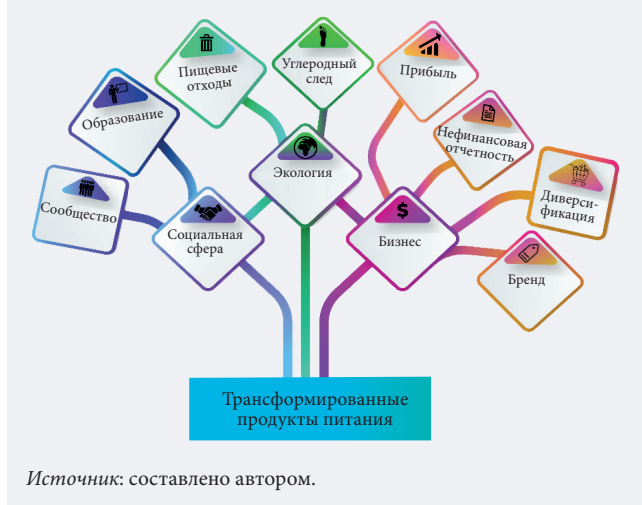 Пищевые
отходы
Углеродный
след
Прибыль
Образование
Нефинансовая
отчетность
Экология
Сообщество
Социальная
сфера
$
Бизнес
Диверси-
фикация
Бренд
Трансформированные
продукты питания
Источник: составлено автором.